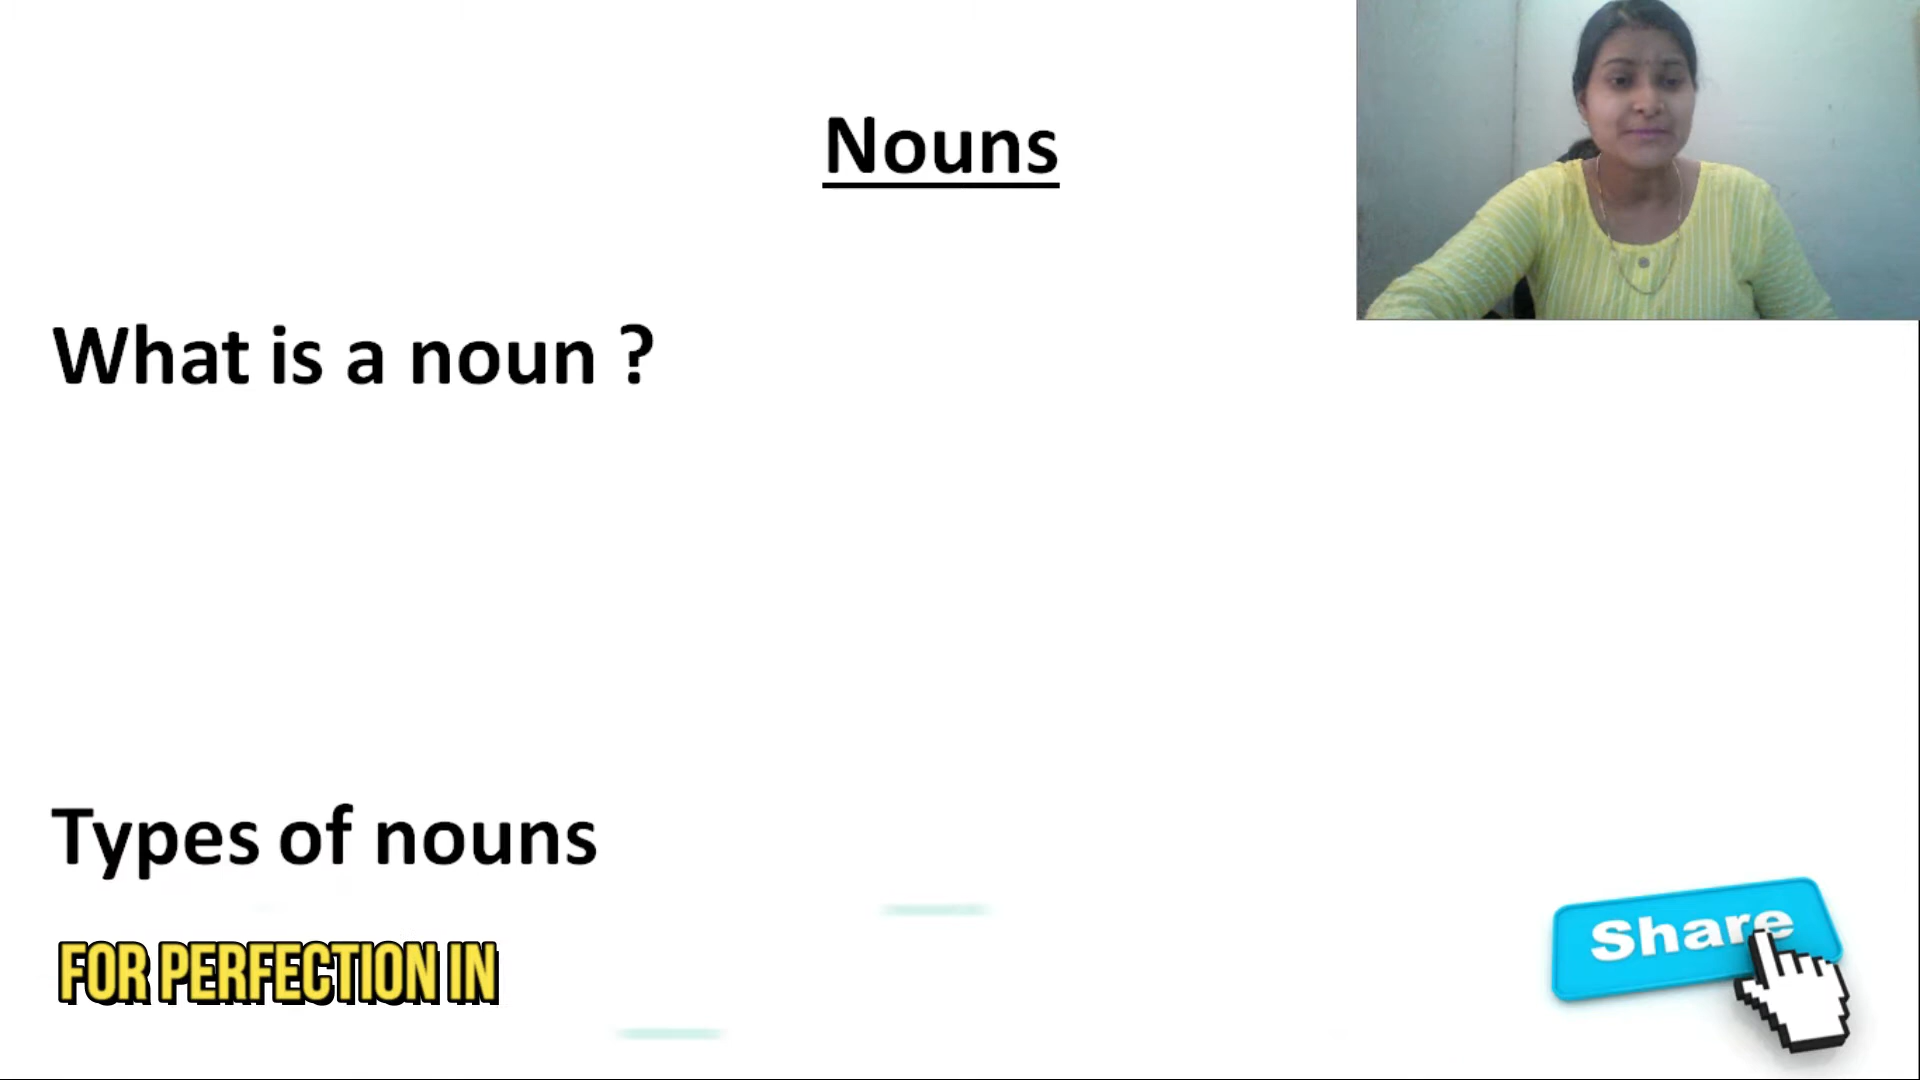 Nouns
What is a noun ?
Types of nouns
FOR PERFECTION IN
Share